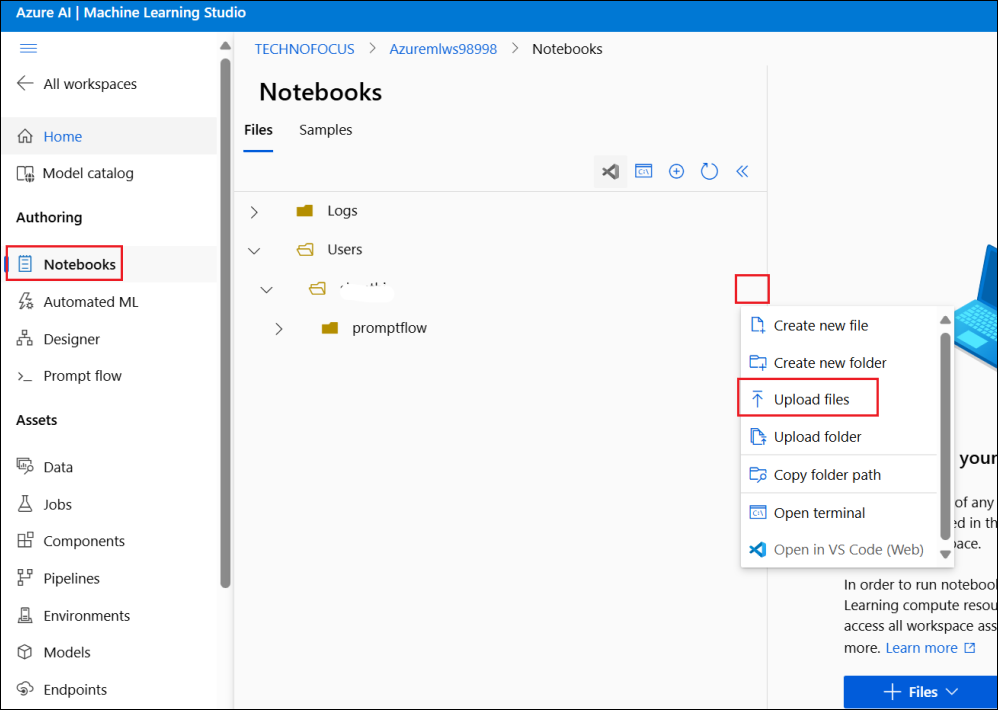 Azure AI | Machine Learning Studio
All workspaces
Home
Model catalog
Authoring
Notebooks
Automated ML
Designer
Prompt flow
Assets
Data
Jobs
Components
Pipelines
Environments
Models
Endpoints
TECHNOFOCUS > Azuremlws98998 > Notebooks
Notebooks
Files Samples
Logs
Users
promptflow
Create new file
Create new folder
Upload files
Upload folder
Copy folder path
Open terminal
Open in VS Code (Web)
your
of any
ed in th
pace.
In order to run notebool
Learning compute resou
access all workspace ass
more. Learn more
Files